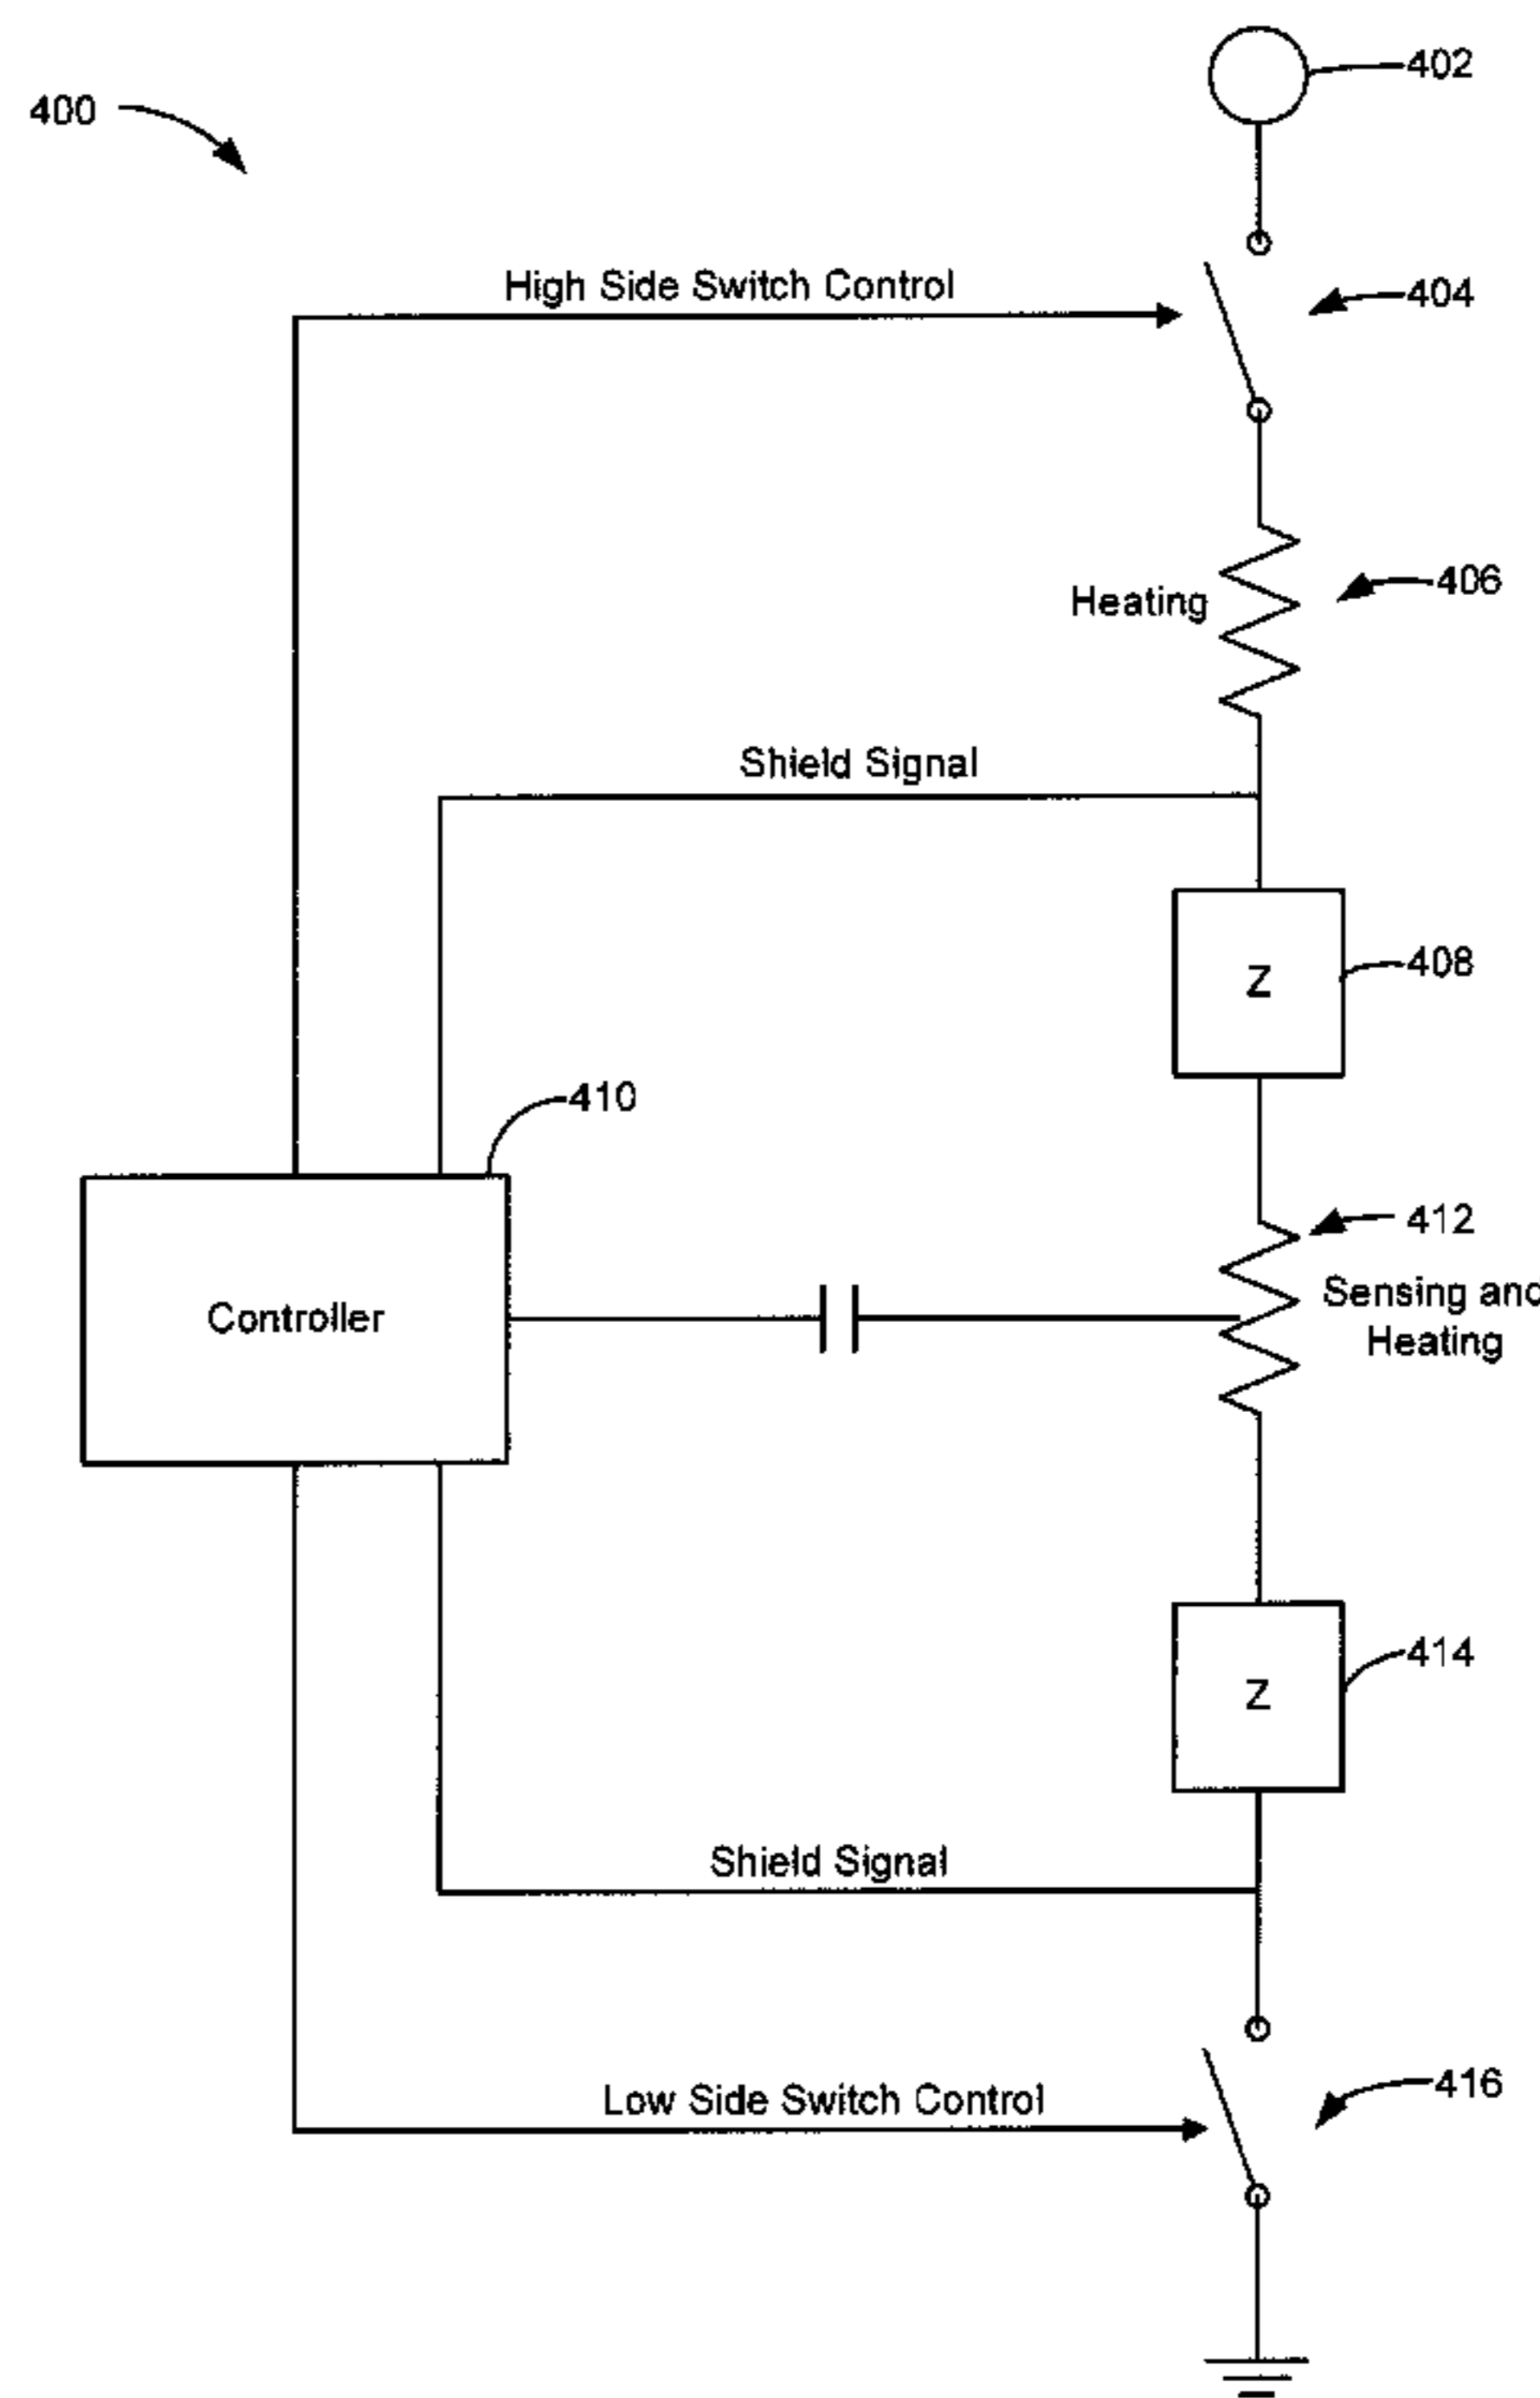 402
400
High Side Switch Control
404
Heating
406
Shield Signal
Z
408
410
412
Controller
Sensing and
Heating
414
Z
Shield Signal
Low Side Switch Control
416